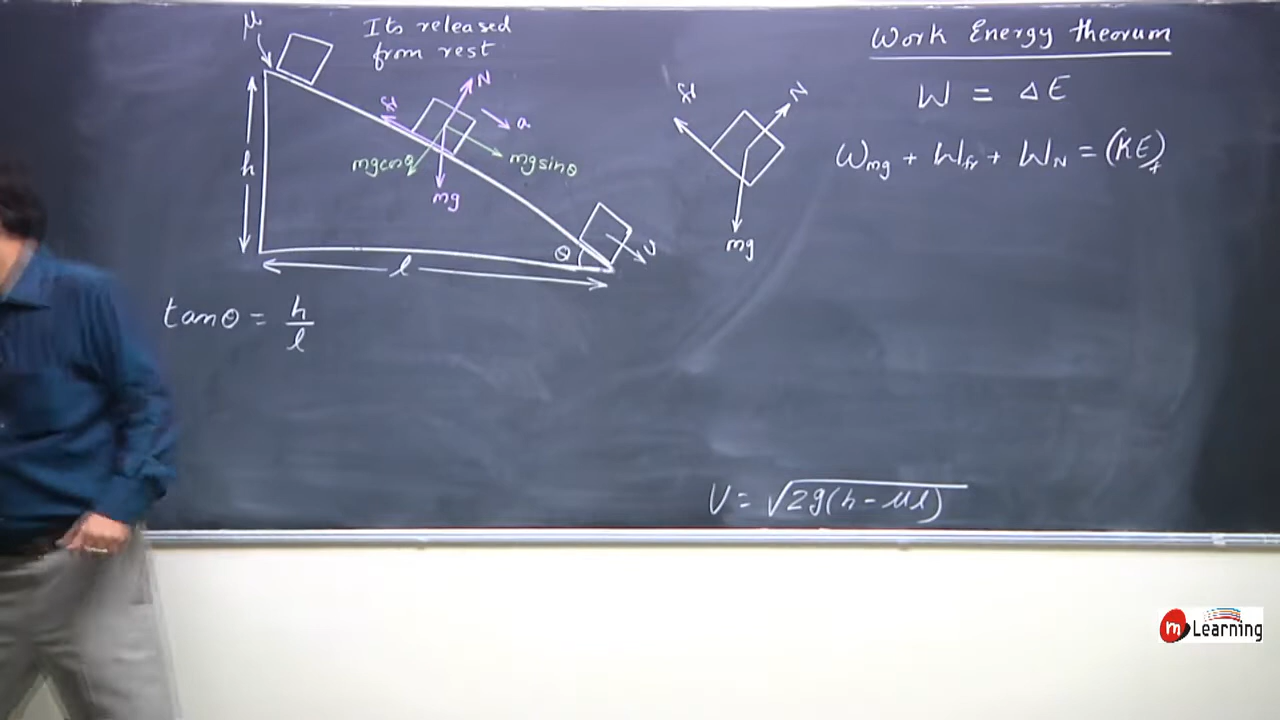 μ
Its released
from rest
N
fr
a
mgcosθ
mgsinθ
mg
h
θ
v
l
tanθ = h/l
fr
N
mg
Work Energy theorum
W = ΔE
Wmg + Wfr + WN = (KE)f
V = √2g(h - μl)
m Learning